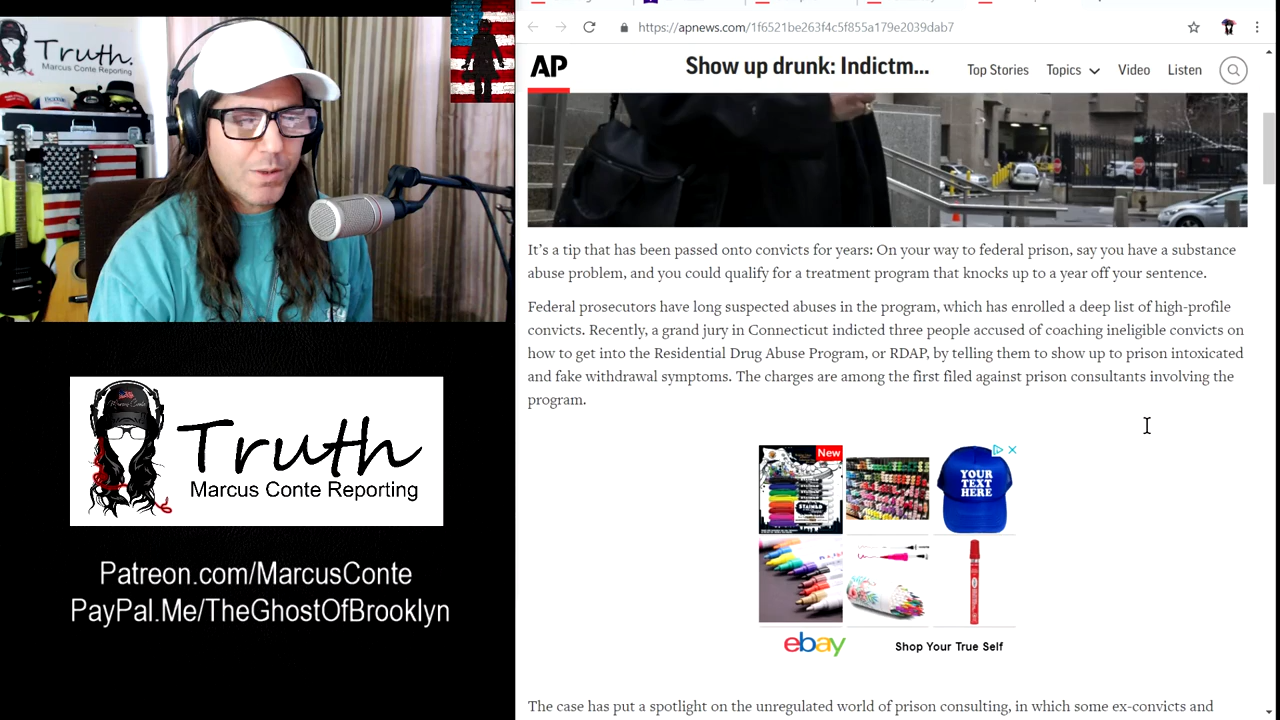 Truth.
Marcus Conte Reporting
https://apnews.com/1f6521be263f4c5f855a179e2039dab7
AP
Show up drunk: Indictm...
Top Stories
Topics
Video
Listen
It's a tip that has been passed onto convicts for years: On your way to federal prison, say you have a substance
abuse problem, and you could qualify for a treatment program that knocks up to a year off your sentence.
Federal prosecutors have long suspected abuses in the program, which has enrolled a deep list of high-profile
convicts. Recently, a grand jury in Connecticut indicted three people accused of coaching ineligible convicts on
how to get into the Residential Drug Abuse Program, or RDAP, by telling them to show up to prison intoxicated
and fake withdrawal symptoms. The charges are among the first filed against prison consultants involving the
program.
New
YOUR
TEXT
HERE
ebay
Shop Your True Self
The case has put a spotlight on the unregulated world of prison consulting, in which some ex-convicts and
Truth
Marcus Conte Reporting
Patreon.com/MarcusConte
PayPal.Me/TheGhostOfBrooklyn